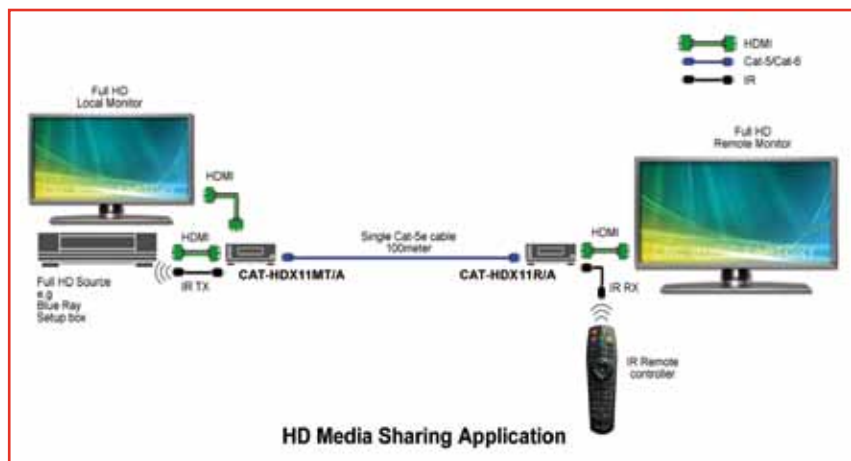 HDMI
Cat-5/Cat-6
IR
Full HD
Local Monitor
Full HD
Remote Monitor
HDMI
HDMI
Single Cat-5e cable
100meter
HDMI
CAT-HDX11MT/A
CAT-HDX11R/A
IR TX
IR RX
Full HD Source
e.g
Blue Ray
Setup box
IR Remote
controller
HD Media Sharing Application